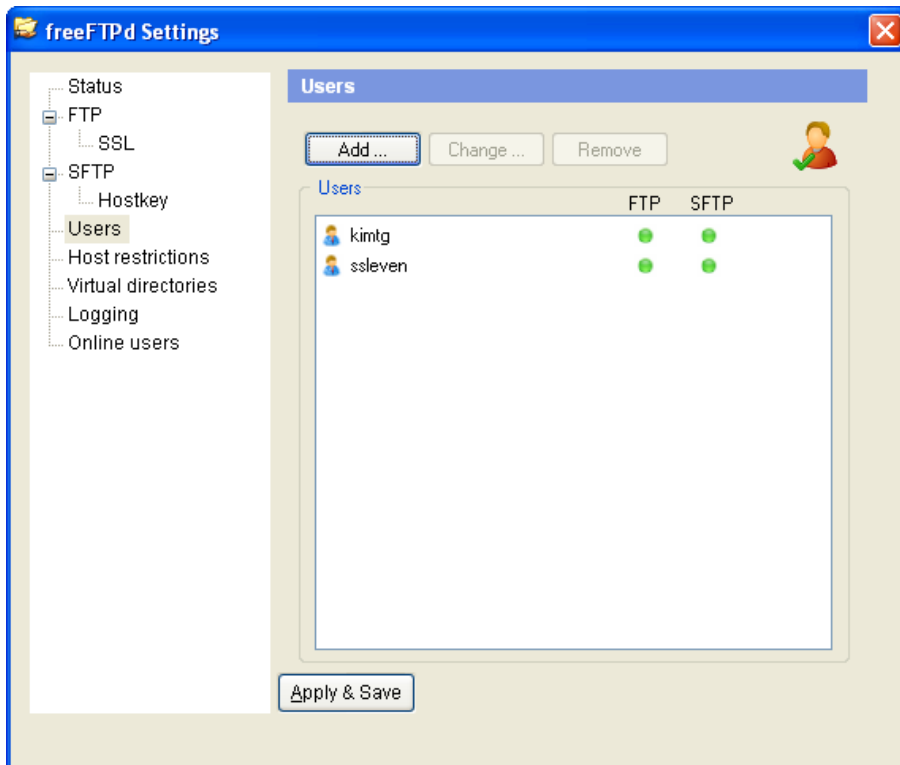 freeFTPd Settings
Status
FTP
SSL
SFTP
Hostkey
Users
Host restrictions
Virtual directories
Logging
Online users
Users
Add ...
Change ...
Remove
Users
FTP SFTP
kimtg
ssleven
Apply & Save